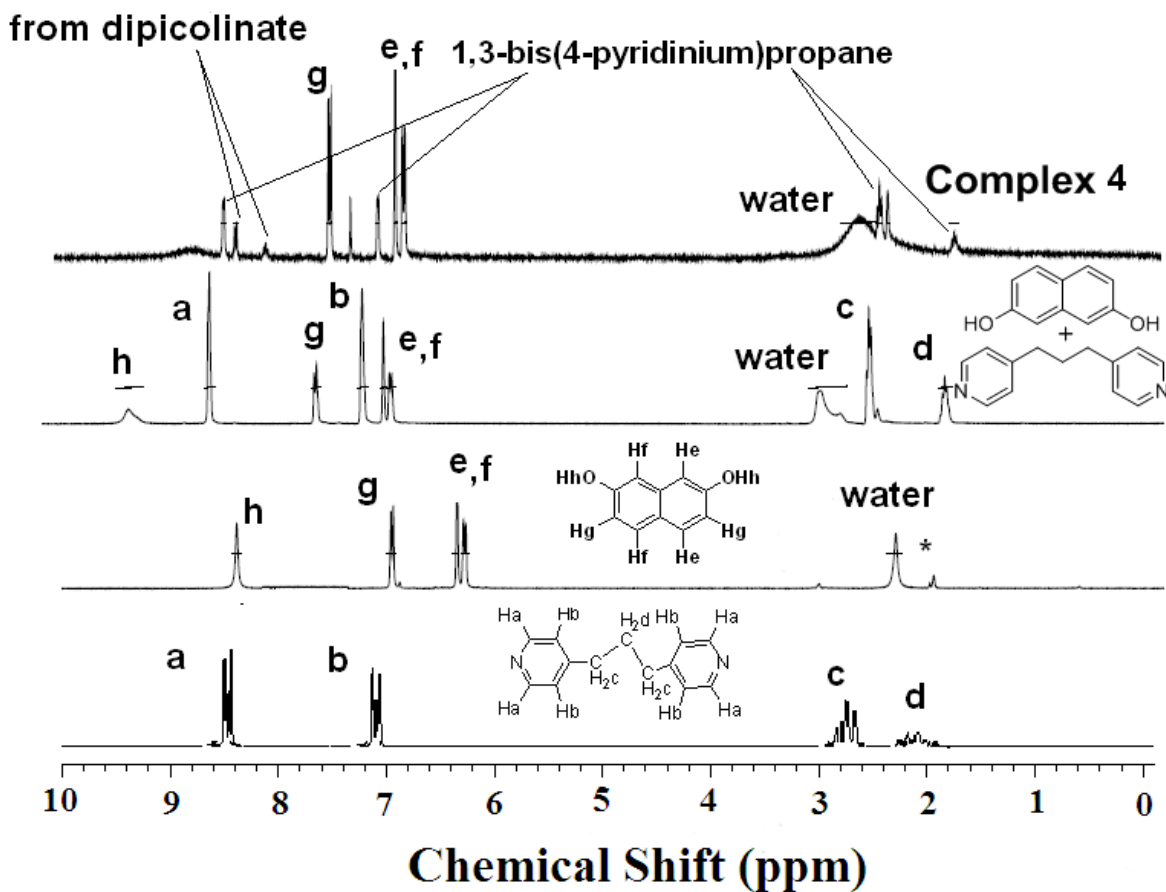 from dipicolinate
e,f
1,3-bis(4-pyridinium)propane
g
water
Complex 4
a
b
c
d
h
g
e,f
water
HO
OH
+
N
N
h
g
e,f
Hf
He
HhO
OHh
Hg
Hg
Hf
He
water
*
a
b
Ha
Hb
H2d
C
Hb
Ha
N
C
H2c
C
H2c
N
Ha
Hb
Hb
Ha
c
d
10 9 8 7 6 5 4 3 2 1 0
Chemical Shift (ppm)